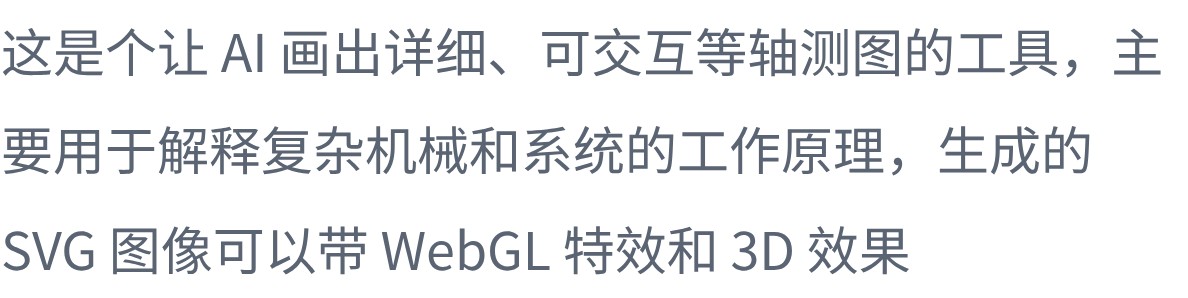 这是个让 AI 画出详细、可交互等轴测图的工具，主
要用于解释复杂机械和系统的工作原理，生成的
SVG 图像可以带 WebGL 特效和 3D 效果